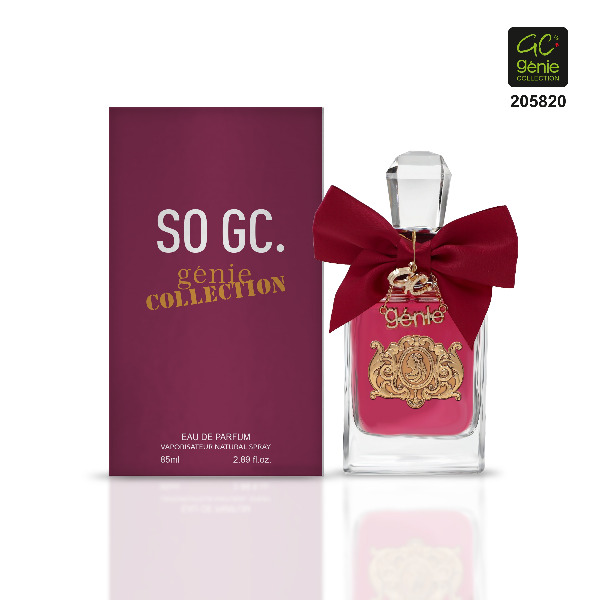 GC
génie
COLLECTION
205820
SO GC.
génie
COLLECTION
génie
EAU DE PARFUM
VAPORISATEUR NATURAL SPRAY
85ml 2.89 fl.oz.